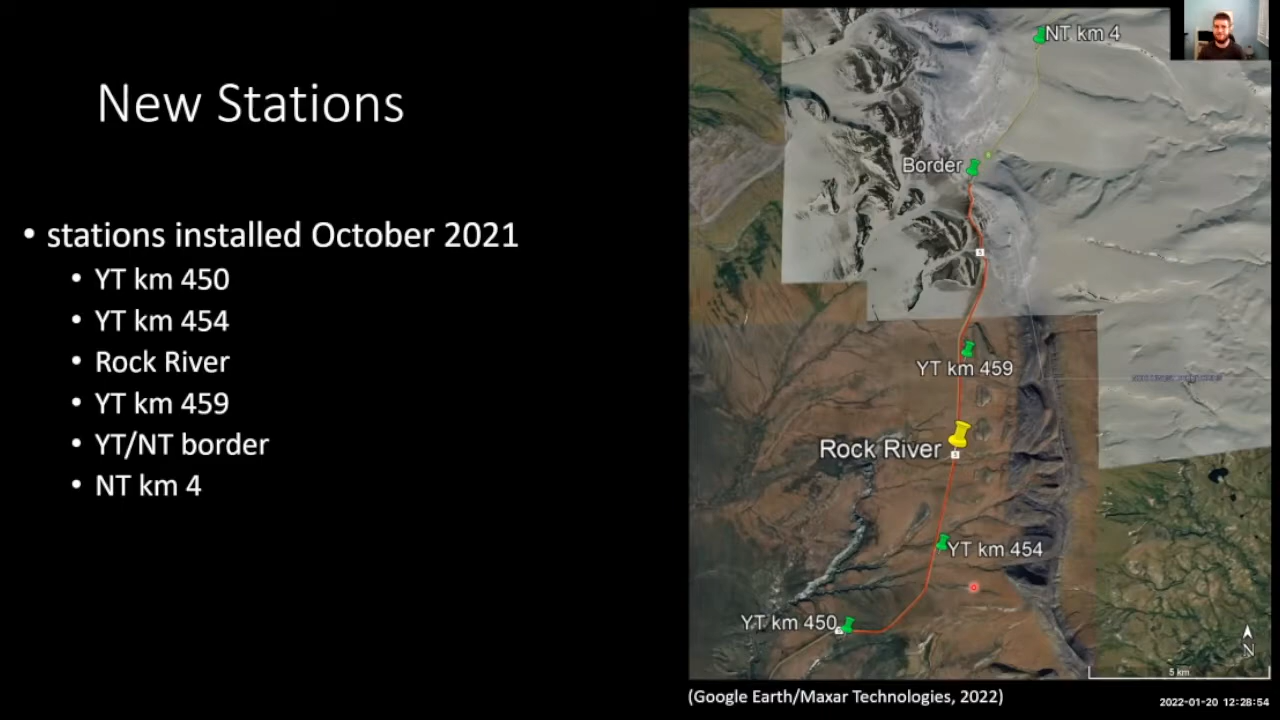 New Stations
• stations installed October 2021
• YT km 450
• YT km 454
• Rock River
• YT km 459
• YT/NT border
• NT km 4
NT km 4
Border
5
YT km 459
Rock River
5
YT km 454
YT km 450
N
5 km
(Google Earth/Maxar Technologies, 2022)
2022-01-20 12:28:54